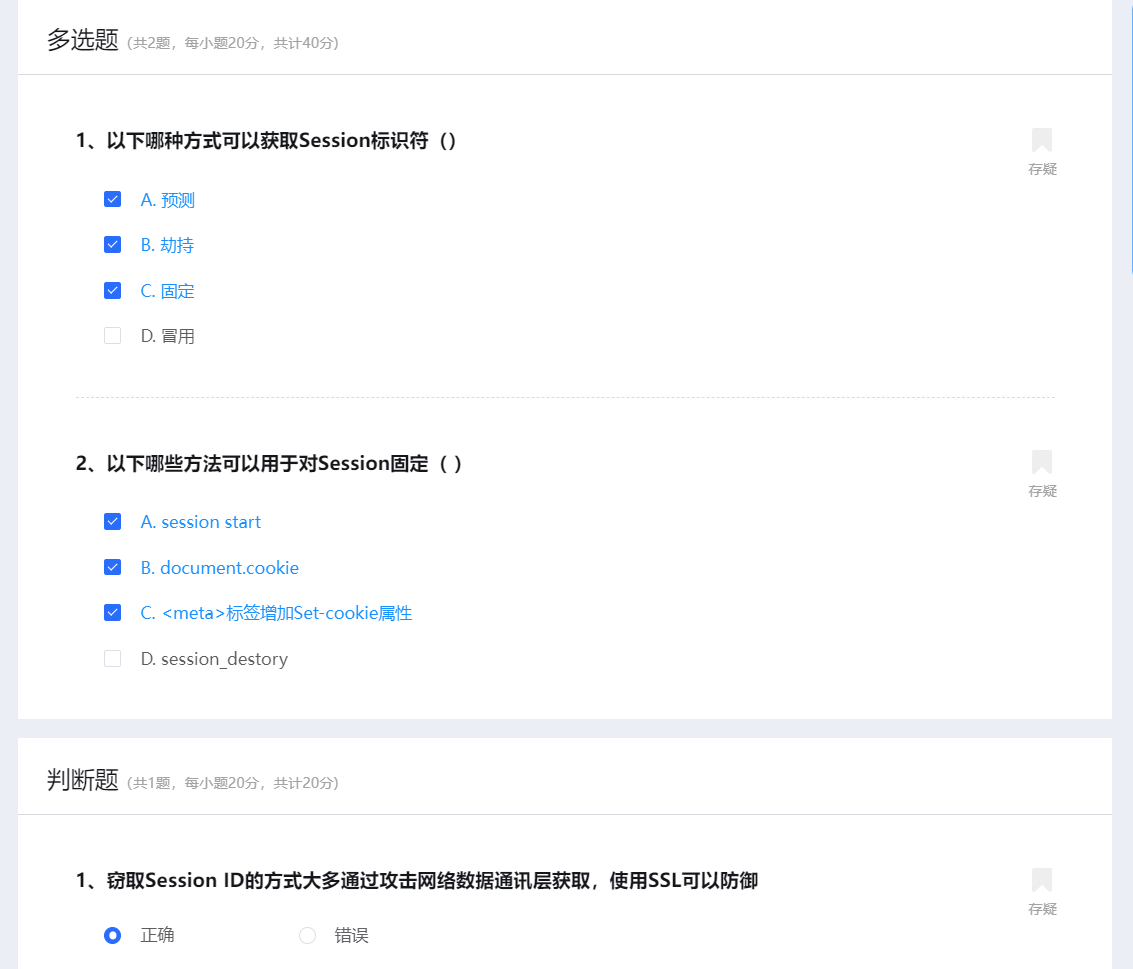 多选题 (共2题，每小题20分，共计40分)
1、以下哪种方式可以获取Session标识符（）
存疑
A. 预测
B. 劫持
C. 固定
D. 冒用
2、以下哪些方法可以用于对Session固定（ ）
存疑
A. session start
B. document.cookie
C. <meta>标签增加Set-cookie属性
D. session_destory
判断题 (共1题，每小题20分，共计20分)
1、窃取Session ID的方式大多通过攻击网络数据通讯层获取，使用SSL可以防御
存疑
正确 错误